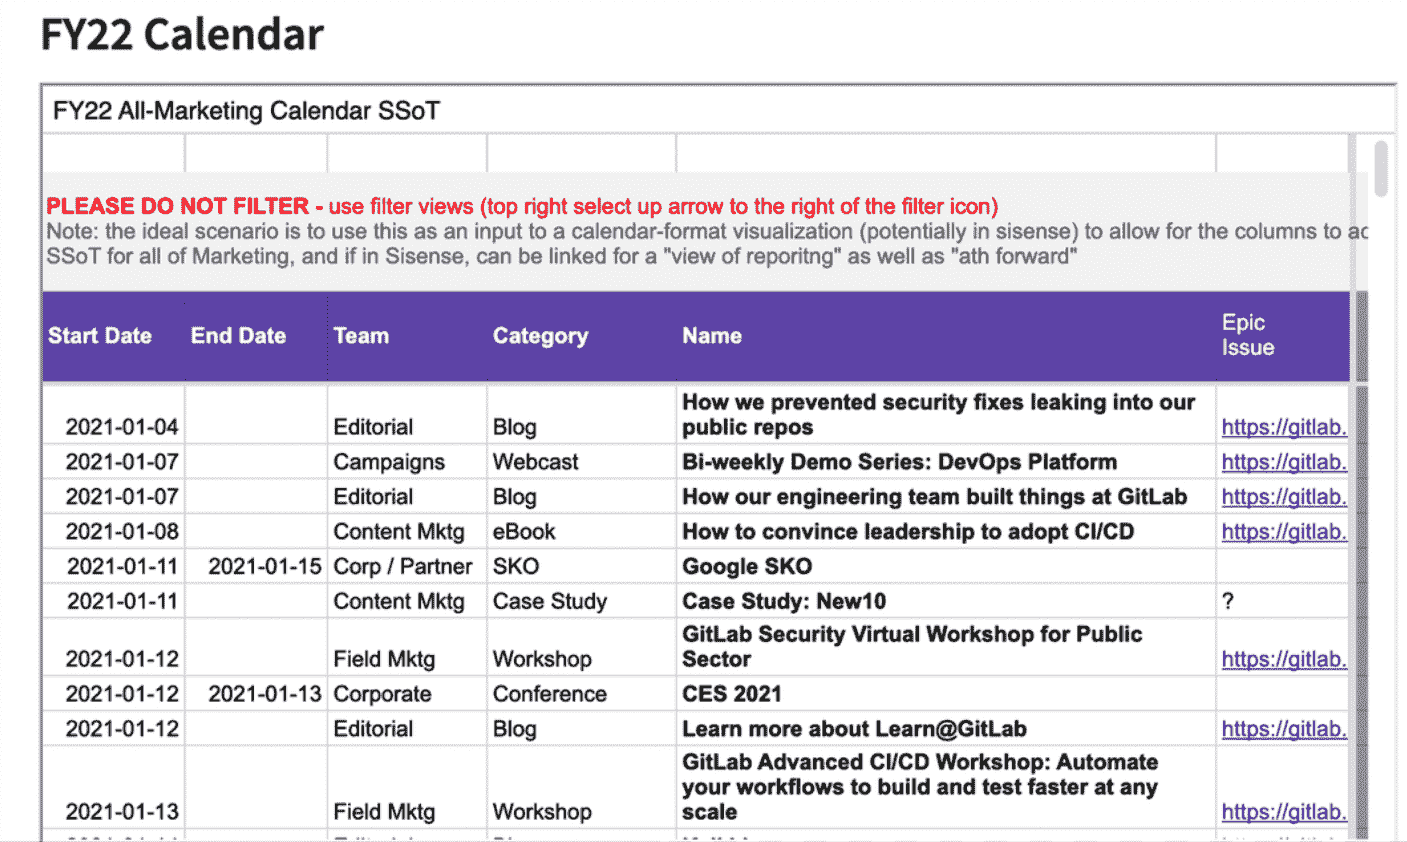 FY22 Calendar
FY22 All-Marketing Calendar SSoT
PLEASE DO NOT FILTER - use filter views (top right select up arrow to the right of the filter icon)
Note: the ideal scenario is to use this as an input to a calendar-format visualization (potentially in sisense) to allow for the columns to
SSoT for all of Marketing, and if in Sisense, can be linked for a "view of reporitng" as well as "ath forward"
Start Date End Date Team Category Name Epic
Issue
How we prevented security fixes leaking into our
2021-01-04 Editorial Blog public repos https://gitlab.
2021-01-07 Campaigns Webcast Bi-weekly Demo Series: DevOps Platform https://gitlab.
2021-01-07 Editorial Blog How our engineering team built things at GitLab https://gitlab.
2021-01-08 Content Mktg eBook How to convince leadership to adopt CI/CD https://gitlab.
2021-01-11 2021-01-15 Corp / Partner SKO Google SKO
2021-01-11 Content Mktg Case Study Case Study: New10 ?
GitLab Security Virtual Workshop for Public
2021-01-12 Field Mktg Workshop Sector https://gitlab.
2021-01-12 2021-01-13 Corporate Conference CES 2021
2021-01-12 Editorial Blog Learn more about Learn@GitLab https://gitlab.
GitLab Advanced CI/CD Workshop: Automate
your workflows to build and test faster at any
2021-01-13 Field Mktg Workshop scale https://gitlab.